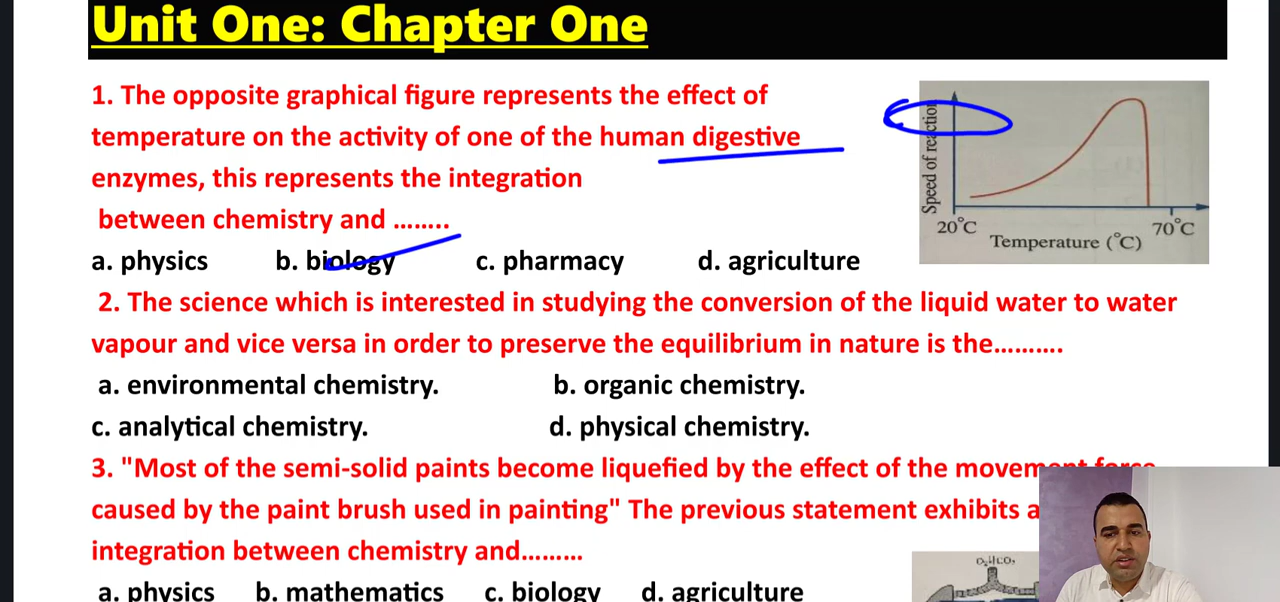 Unit One: Chapter One
1. The opposite graphical figure represents the effect of
temperature on the activity of one of the human digestive
enzymes, this represents the integration
between chemistry and ........
a. physics b. biology c. pharmacy d. agriculture
Speed of reaction
20°C
70°C
Temperature (°C)
2. The science which is interested in studying the conversion of the liquid water to water
vapour and vice versa in order to preserve the equilibrium in nature is the..........
a. environmental chemistry. b. organic chemistry.
c. analytical chemistry. d. physical chemistry.
3. "Most of the semi-solid paints become liquefied by the effect of the movement force
caused by the paint brush used in painting" The previous statement exhibits a
integration between chemistry and.........
a. physics b. mathematics c. biology d. agriculture